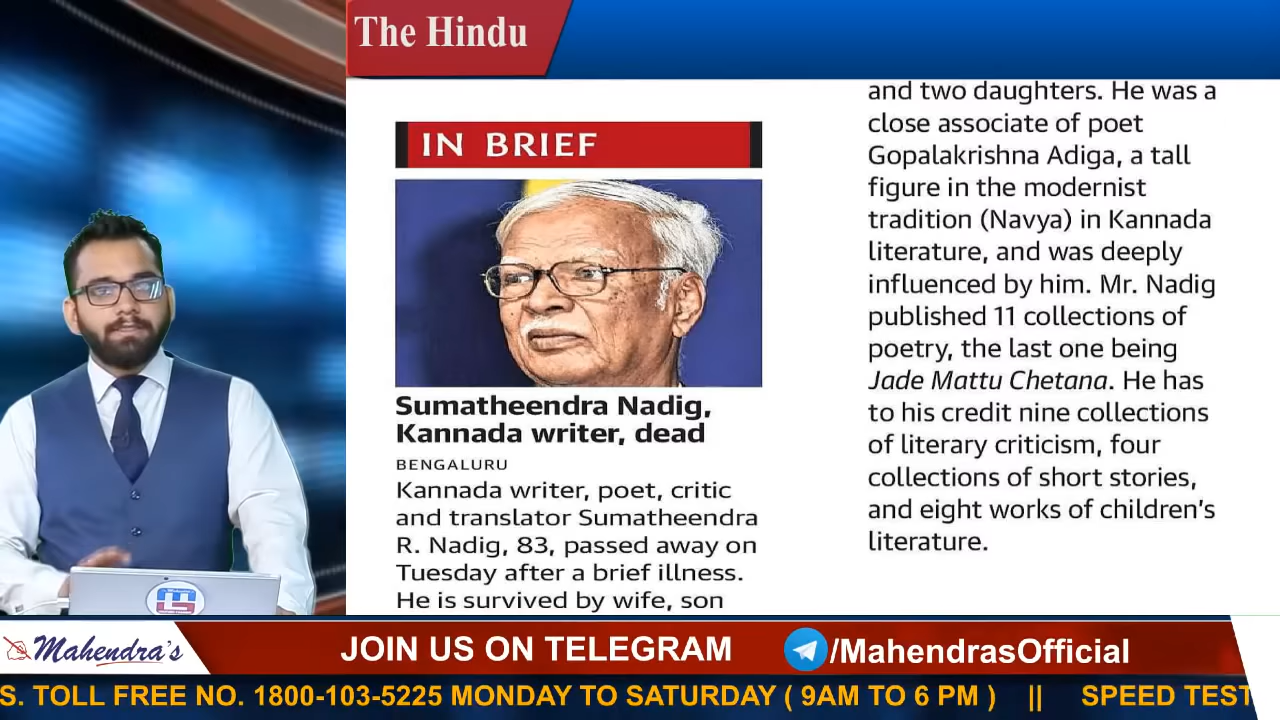 The Hindu
IN BRIEF
Sumatheendra Nadig,
Kannada writer, dead
BENGALURU
Kannada writer, poet, critic
and translator Sumatheendra
R. Nadig, 83, passed away on
Tuesday after a brief illness.
He is survived by wife, son
and two daughters. He was a
close associate of poet
Gopalakrishna Adiga, a tall
figure in the modernist
tradition (Navya) in Kannada
literature, and was deeply
influenced by him. Mr. Nadig
published 11 collections of
poetry, the last one being
Jade Mattu Chetana. He has
to his credit nine collections
of literary criticism, four
collections of short stories,
and eight works of children’s
literature.
Mahendra's
JOIN US ON TELEGRAM
/MahendrasOfficial
S. TOLL FREE NO. 1800-103-5225 MONDAY TO SATURDAY ( 9AM TO 6 PM ) || SPEED TEST